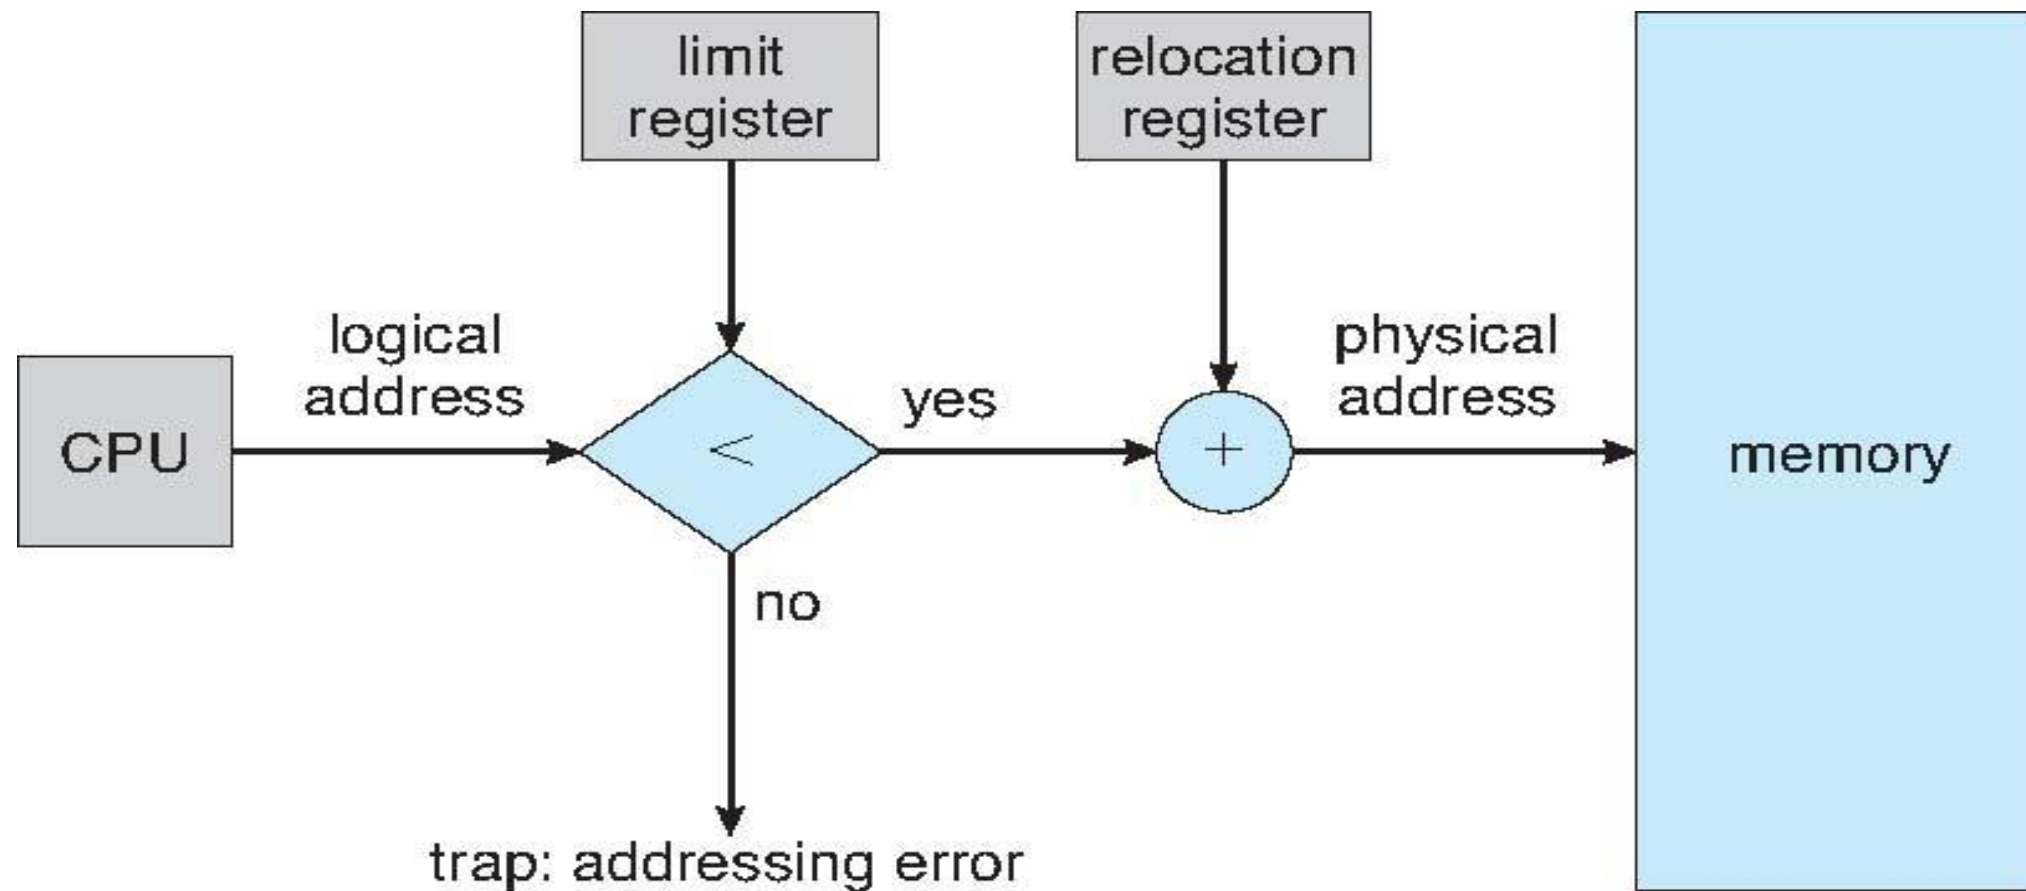 limit
register
relocation
register
logical
address
physical
address
CPU
<
yes
+
memory
no
trap: addressing error